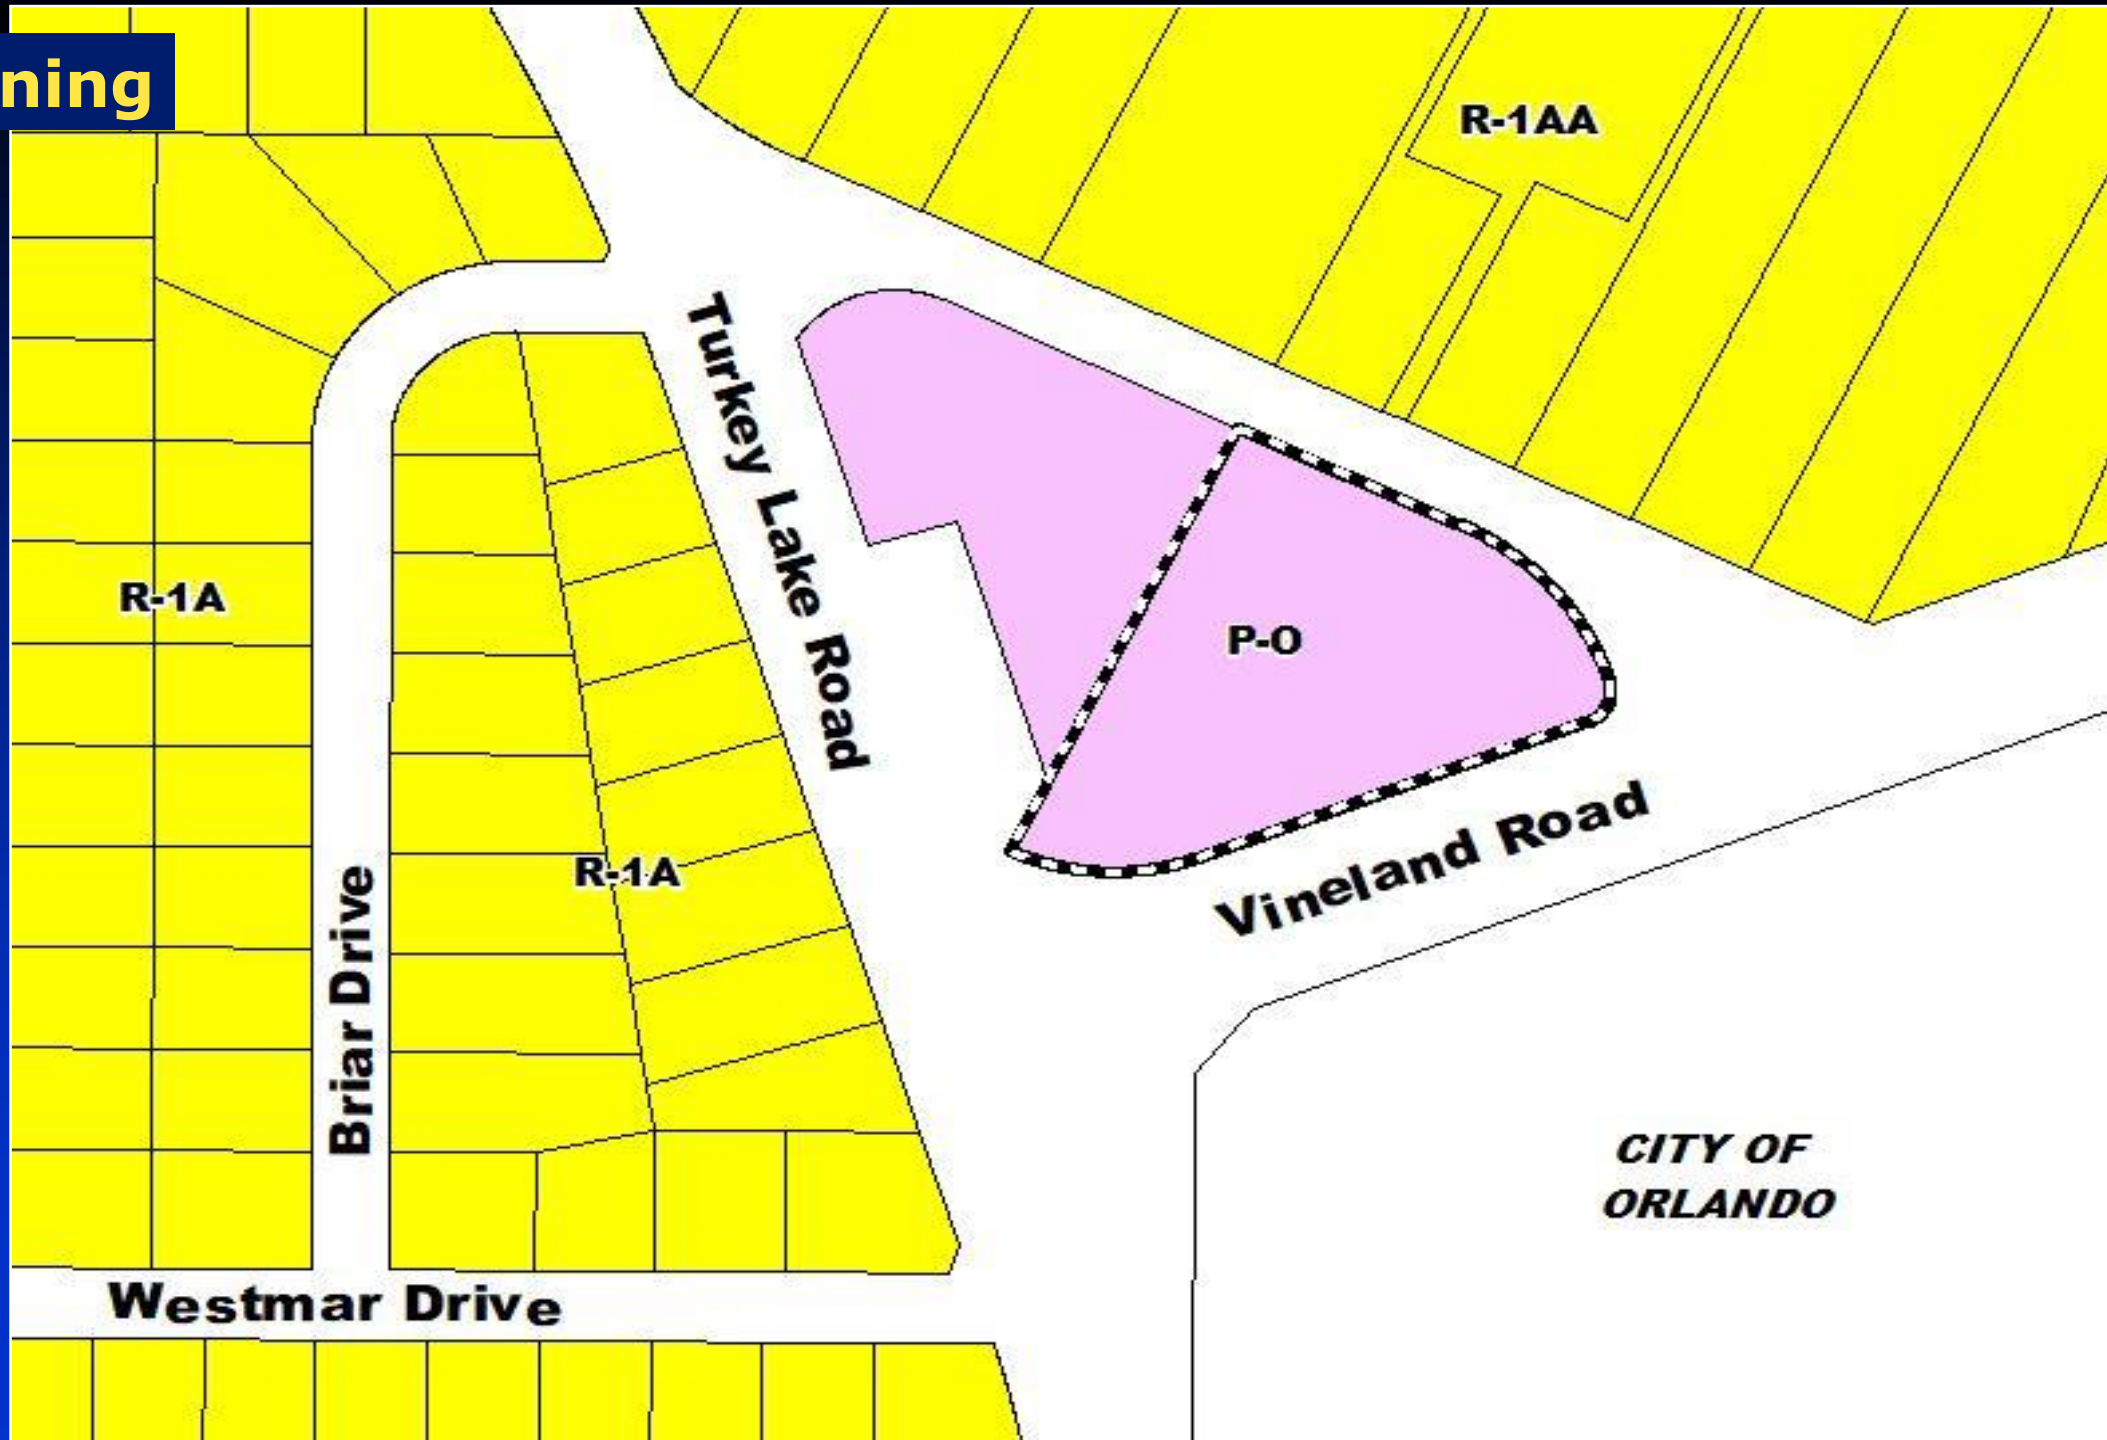 ning
R-1AA
Turkey Lake Road
R-1A
P-O
Vineland Road
R-1A
Briar Drive
CITY OF
ORLANDO
Westmar Drive